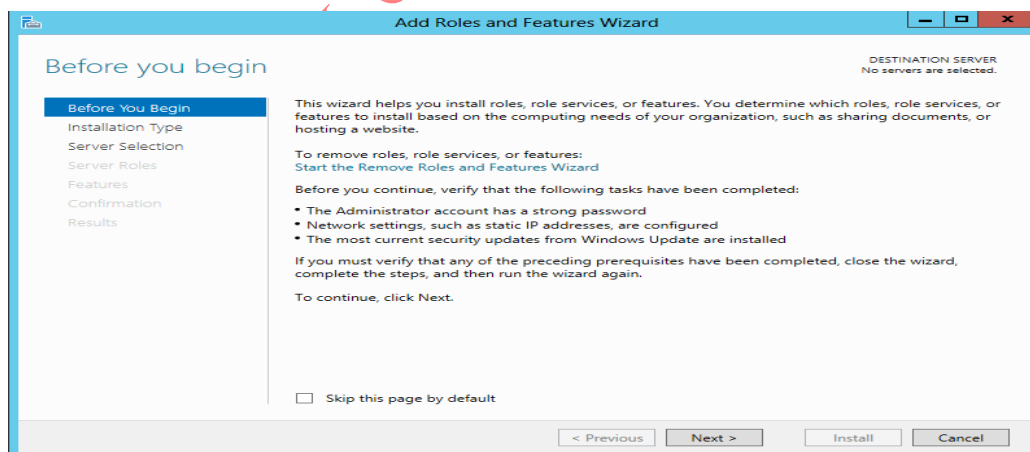 Add Roles and Features Wizard
Before you begin
DESTINATION SERVER
No servers are selected.
Before You Begin
Installation Type
Server Selection
Server Roles
Features
Confirmation
Results
This wizard helps you install roles, role services, or features. You determine which roles, role services, or
features to install based on the computing needs of your organization, such as sharing documents, or
hosting a website.
To remove roles, role services, or features:
Start the Remove Roles and Features Wizard
Before you continue, verify that the following tasks have been completed:
• The Administrator account has a strong password
• Network settings, such as static IP addresses, are configured
• The most current security updates from Windows Update are installed
If you must verify that any of the preceding prerequisites have been completed, close the wizard,
complete the steps, and then run the wizard again.
To continue, click Next.
Skip this page by default
< Previous
Next >
Install
Cancel